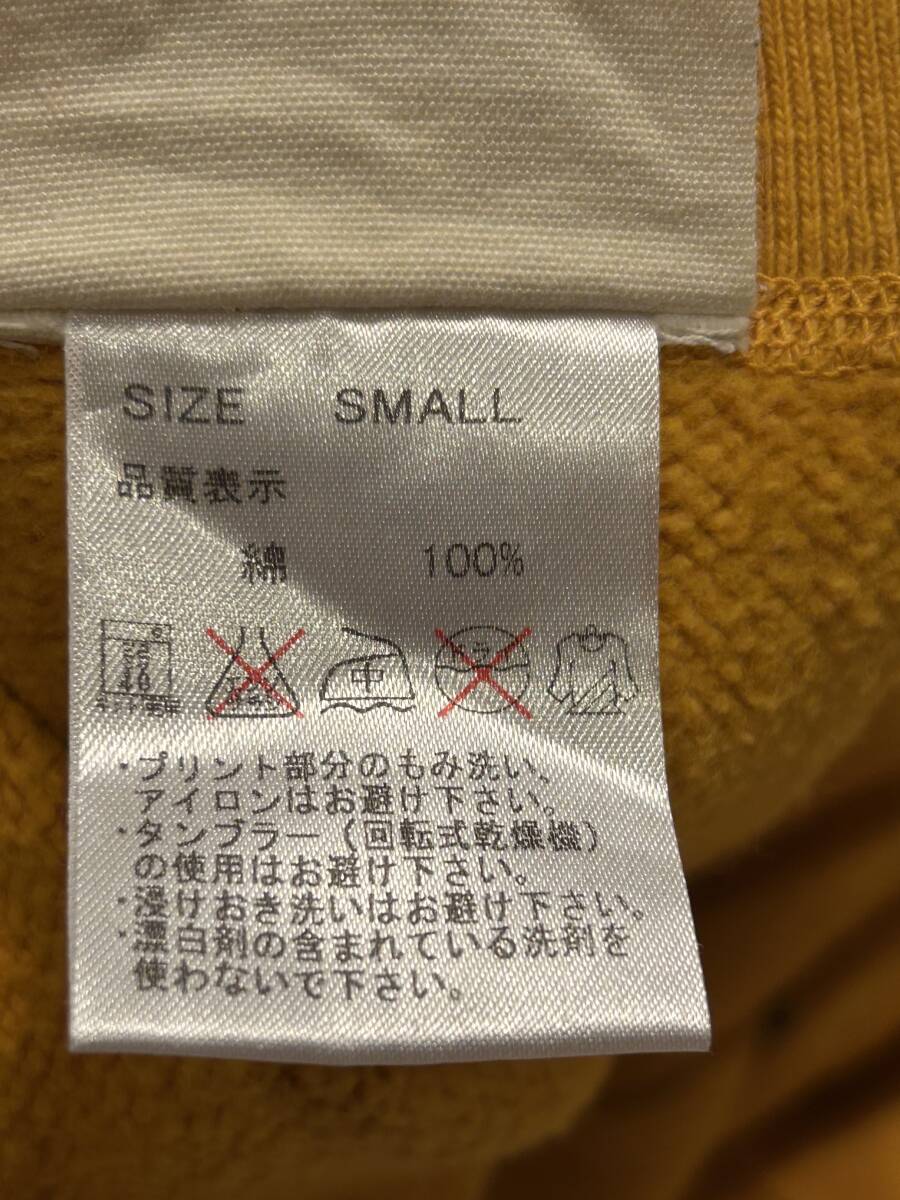 SIZE SMALL
品質表示
綿 100%
40
中
・プリント部分のもみ洗い、
アイロンはお避け下さい。
・タンブラー（回転式乾燥機）
の使用はお避け下さい。
・浸けおき洗いはお避け下さい。
・漂白剤の含まれている洗剤を
使わないで下さい。